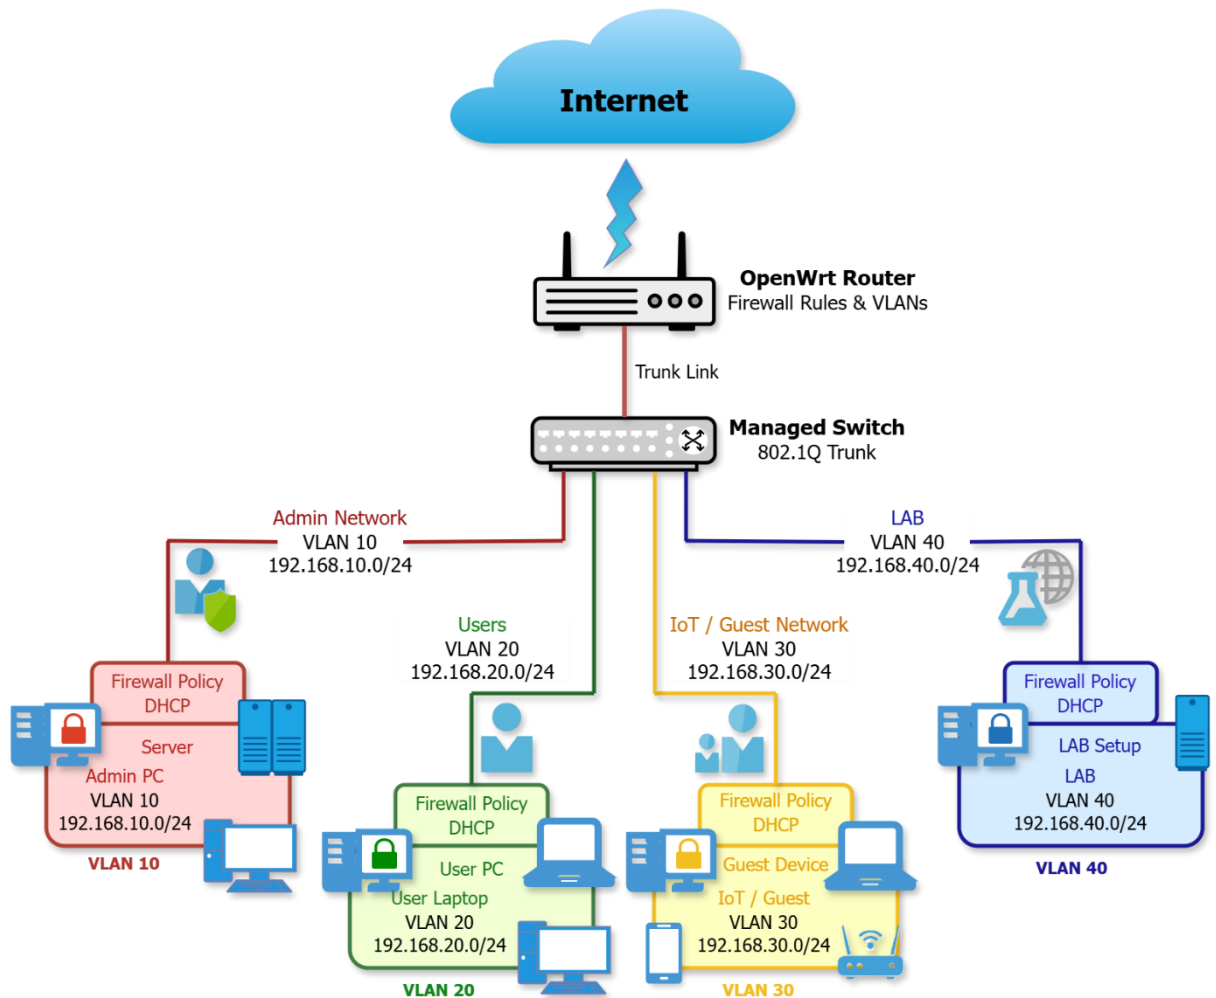 Internet
OpenWrt Router
Firewall Rules & VLANs
Trunk Link
Managed Switch
802.1Q Trunk
Admin Network
VLAN 10
192.168.10.0/24
LAB
VLAN 40
192.168.40.0/24
Users
VLAN 20
192.168.20.0/24
IoT / Guest Network
VLAN 30
192.168.30.0/24
Firewall Policy
DHCP
Server
Admin PC
VLAN 10
192.168.10.0/24
VLAN 10
Firewall Policy
DHCP
User PC
User Laptop
VLAN 20
192.168.20.0/24
VLAN 20
Firewall Policy
DHCP
Guest Device
IoT / Guest
VLAN 30
192.168.30.0/24
VLAN 30
Firewall Policy
DHCP
LAB Setup
LAB
VLAN 40
192.168.40.0/24
VLAN 40